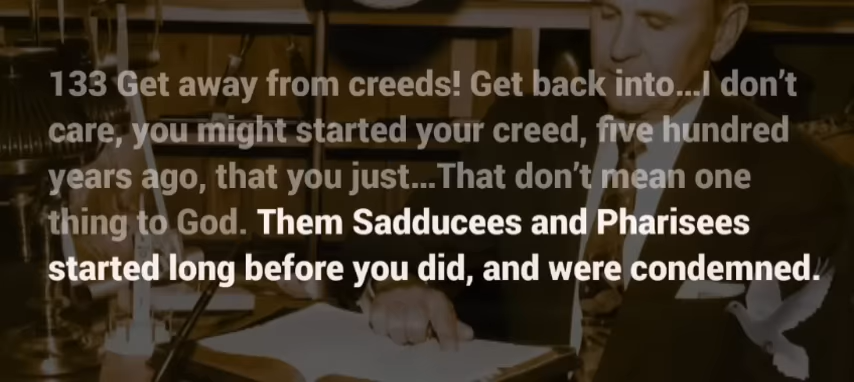 133 Get away from creeds! Get back into...I don't
care, you might started your creed, five hundred
years ago, that you just...That don't mean one
thing to God. Them Sadducees and Pharisees
started long before you did, and were condemned.